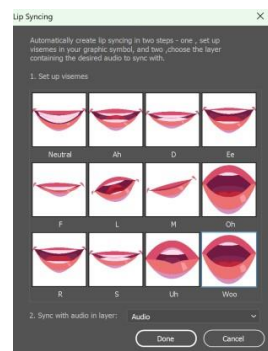 Lip Syncing
Automatically create lip syncing in two steps - one , set up
visemes in your graphic symbol, and two ,choose the layer
containing the desired audio to sync with.
1. Set up visemes
Neutral Ah D Ee
F L M Oh
R S Uh Woo
2. Sync with audio in layer: Audio
Done Cancel